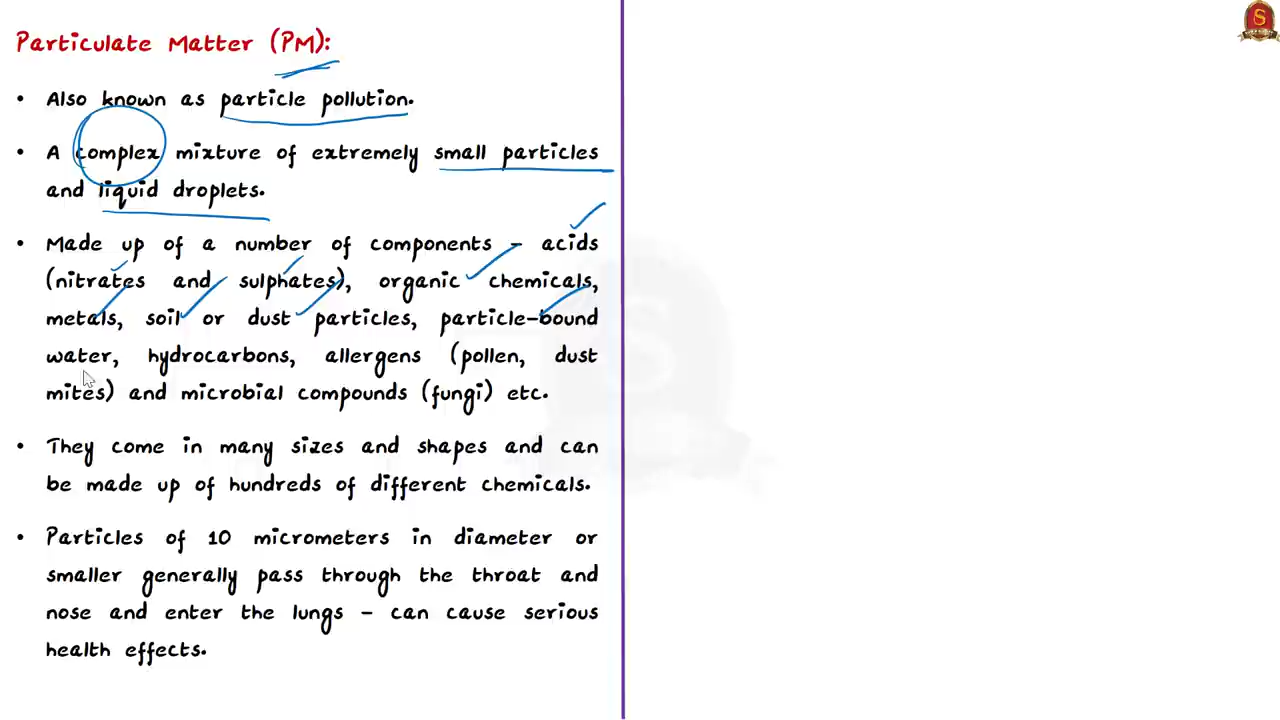 Particulate Matter (PM):
• Also known as particle pollution.
• A complex mixture of extremely small particles
and liquid droplets.
• Made up of a number of components - acids
(nitrates and sulphates), organic chemicals,
metals, soil or dust particles, particle-bound
water, hydrocarbons, allergens (pollen, dust
mites) and microbial compounds (fungi) etc.
• They come in many sizes and shapes and can
be made up of hundreds of different chemicals.
• Particles of 10 micrometers in diameter or
smaller generally pass through the throat and
nose and enter the lungs - can cause serious
health effects.
S